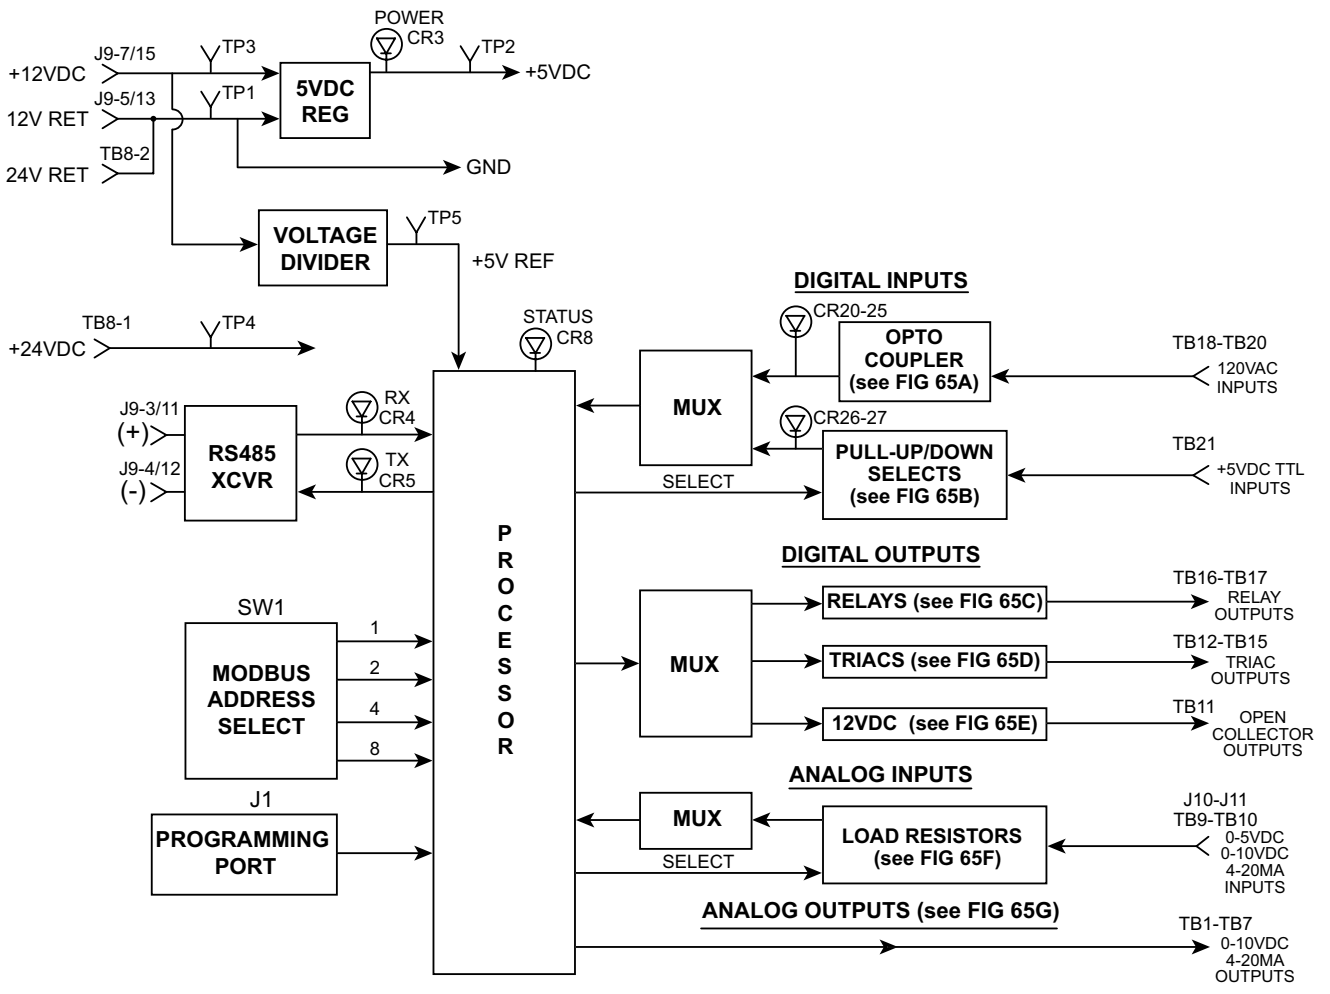 POWER
CR3
J9-7/15
TP3
TP2
+12VDC
5VDC
REG
+5VDC
J9-5/13
TP1
12V RET
TB8-2
24V RET
GND
VOLTAGE
DIVIDER
TP5
+5V REF
TB8-1
TP4
+24VDC
STATUS
CR8
DIGITAL INPUTS
CR20-25
OPTO
COUPLER
(see FIG 65A)
TB18-TB20
120VAC
INPUTS
MUX
CR26-27
PULL-UP/DOWN
SELECTS
(see FIG 65B)
TB21
+5VDC TTL
INPUTS
SELECT
J9-3/11
(+)
J9-4/12
(-)
RS485
XCVR
RX
CR4
TX
CR5
P
R
O
C
E
S
S
O
R
DIGITAL OUTPUTS
MUX
RELAYS (see FIG 65C)
TB16-TB17
RELAY
OUTPUTS
TRIACS (see FIG 65D)
TB12-TB15
TRIAC
OUTPUTS
12VDC (see FIG 65E)
TB11
OPEN
COLLECTOR
OUTPUTS
SW1
MODBUS
ADDRESS
SELECT
1
2
4
8
J1
PROGRAMMING
PORT
ANALOG INPUTS
MUX
SELECT
LOAD RESISTORS
(see FIG 65F)
J10-J11
TB9-TB10
0-5VDC
0-10VDC
4-20MA
INPUTS
ANALOG OUTPUTS (see FIG 65G)
TB1-TB7
0-10VDC
4-20MA
OUTPUTS